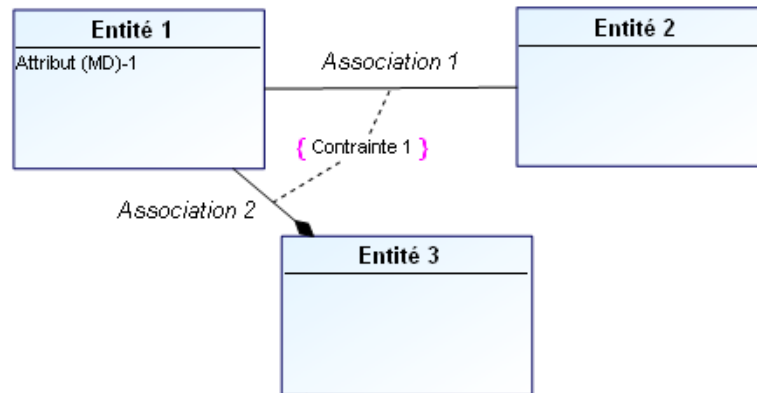 Entité 1
Attribut (MD)-1
Association 1
Entité 2
{ Contrainte 1 }
Association 2
Entité 3